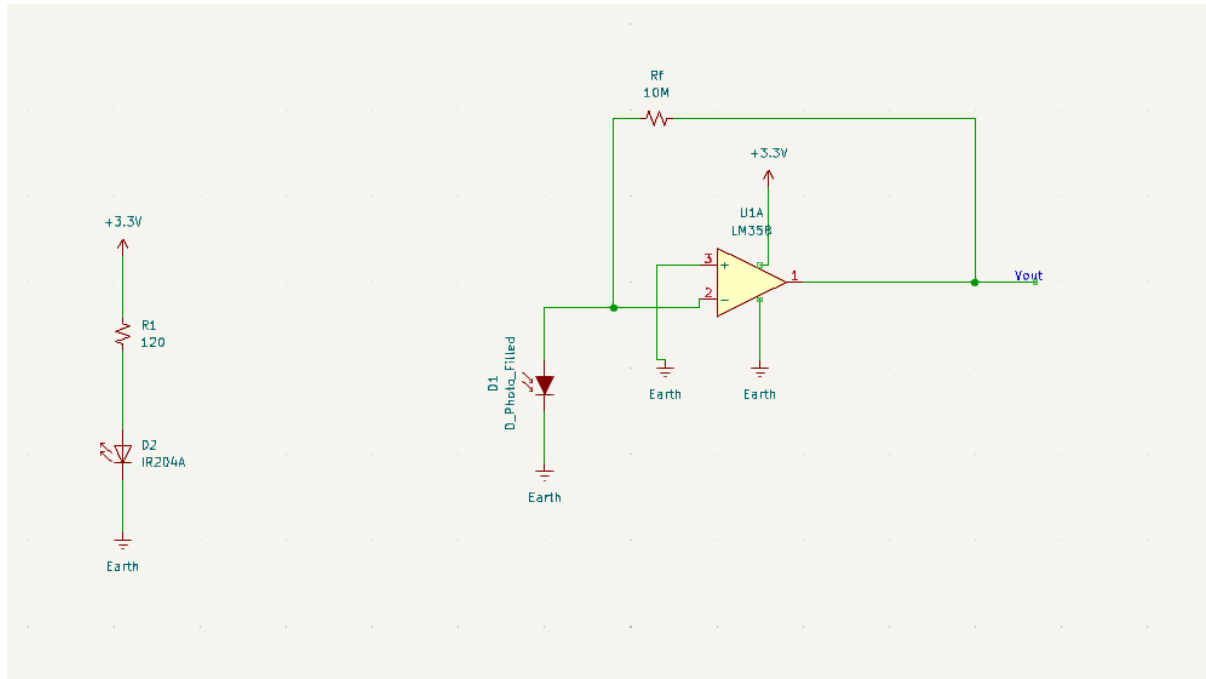 Rf
10M
+3.3V
U1A
LM358
+3.3V
3
+
1
2
−
Vout
R1
120
D1
D_Photo_Filled
Earth
Earth
D2
IR204A
Earth
Earth